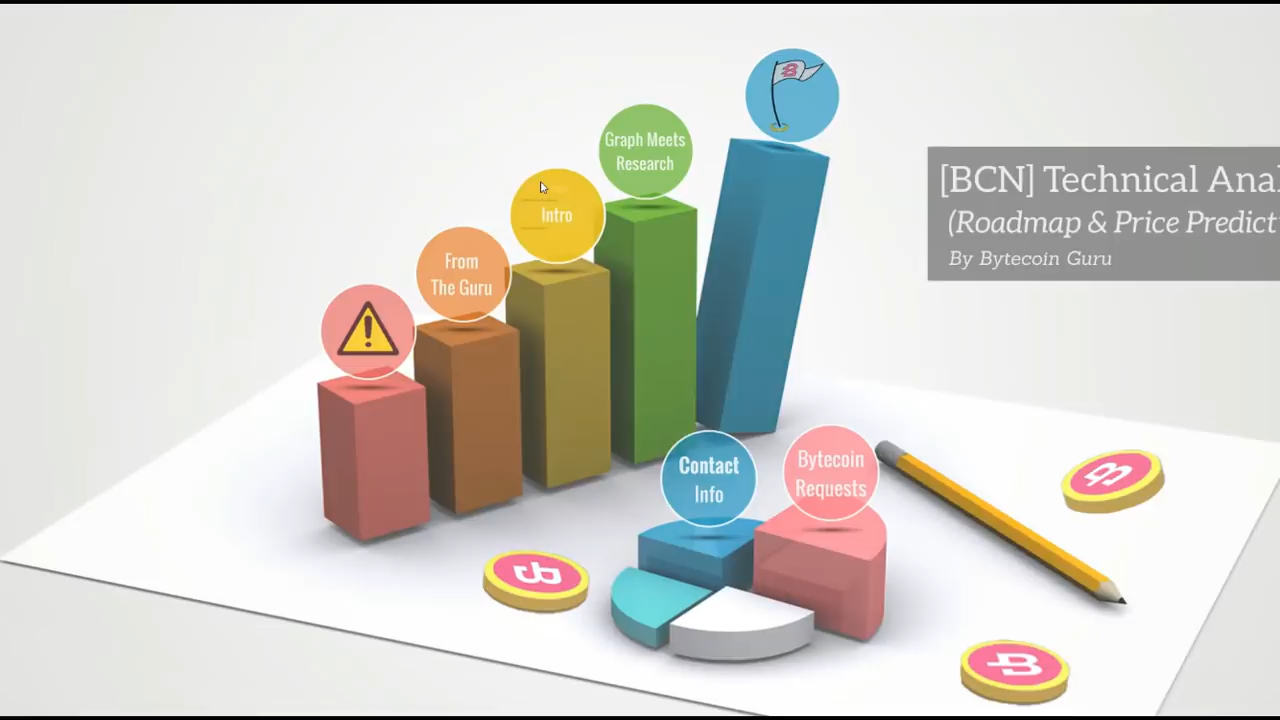 Graph Meets
Research
[BCN] Technical Anal
(Roadmap & Price Predict
By Bytecoin Guru
Intro
From
The Guru
Contact
Info
Bytecoin
Requests